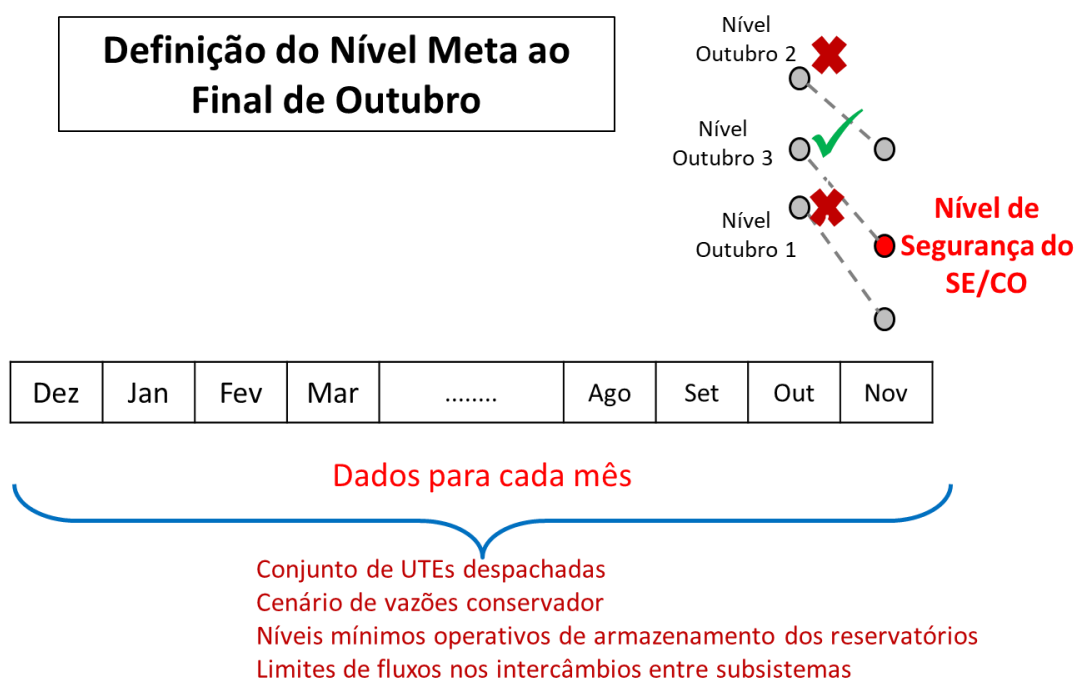 Definição do Nível Meta ao
Final de Outubro
Nível
Outubro 2
Nível
Outubro 3
Nível
Outubro 1
Nível de
Segurança do
SE/CO
Dez Jan Fev Mar ........ Ago Set Out Nov
Dados para cada mês
Conjunto de UTEs despachadas
Cenário de vazões conservador
Níveis mínimos operativos de armazenamento dos reservatórios
Limites de fluxos nos intercâmbios entre subsistemas